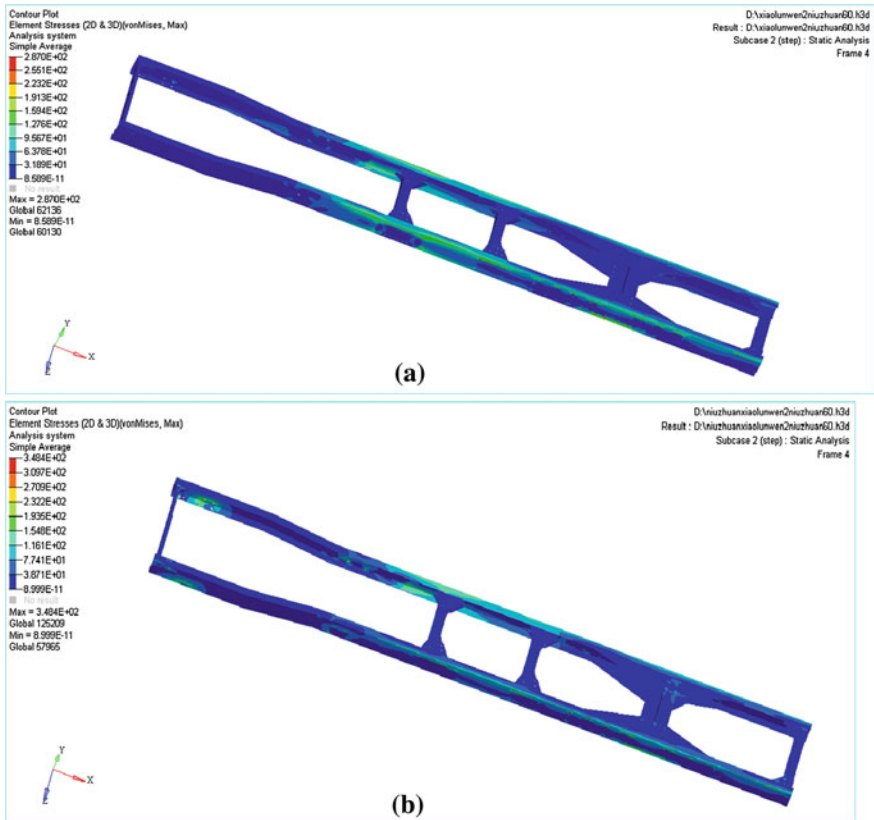 Contour Plot
Element Stresses (2D & 3D)(vonMises, Max)
Analysis system
Simple Average
2.870E+02
2.551E+02
2.232E+02
1.913E+02
1.594E+02
1.276E+02
9.567E+01
6.378E+01
3.189E+01
8.589E-11
No result
Max = 2.870E+02
Global 62136
Min = 8.589E-11
Global 60130
D:\xiaolunwen2niuzhuan60.h3d
Result : D:\xiaolunwen2niuzhuan60.h3d
Subcase 2 (step) : Static Analysis
Frame 4
Y
X
Z
(a)
Contour Plot
Element Stresses (2D & 3D)(vonMises, Max)
Analysis system
Simple Average
3.484E+02
3.097E+02
2.709E+02
2.322E+02
1.935E+02
1.548E+02
1.161E+02
7.741E+01
3.871E+01
8.999E-11
No result
Max = 3.484E+02
Global 125209
Min = 8.999E-11
Global 57965
D:\niuzhuanxiaolunwen2niuzhuan60.h3d
Result : D:\niuzhuanxiaolunwen2niuzhuan60.h3d
Subcase 2 (step) : Static Analysis
Frame 4
Y
X
Z
(b)